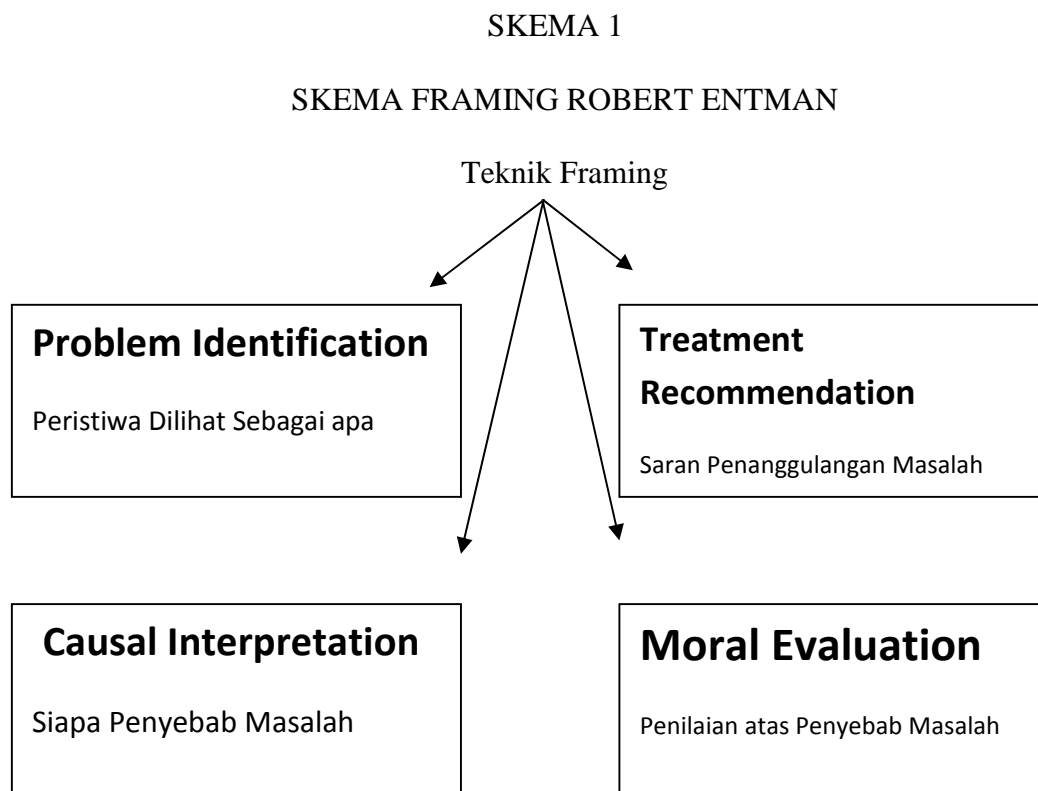 SKEMA 1
SKEMA FRAMING ROBERT ENTMAN
Teknik Framing
Problem Identification
Peristiwa Dilihat Sebagai apa
Treatment
Recommendation
Saran Penanggulangan Masalah
Causal Interpretation
Siapa Penyebab Masalah
Moral Evaluation
Penilaian atas Penyebab Masalah